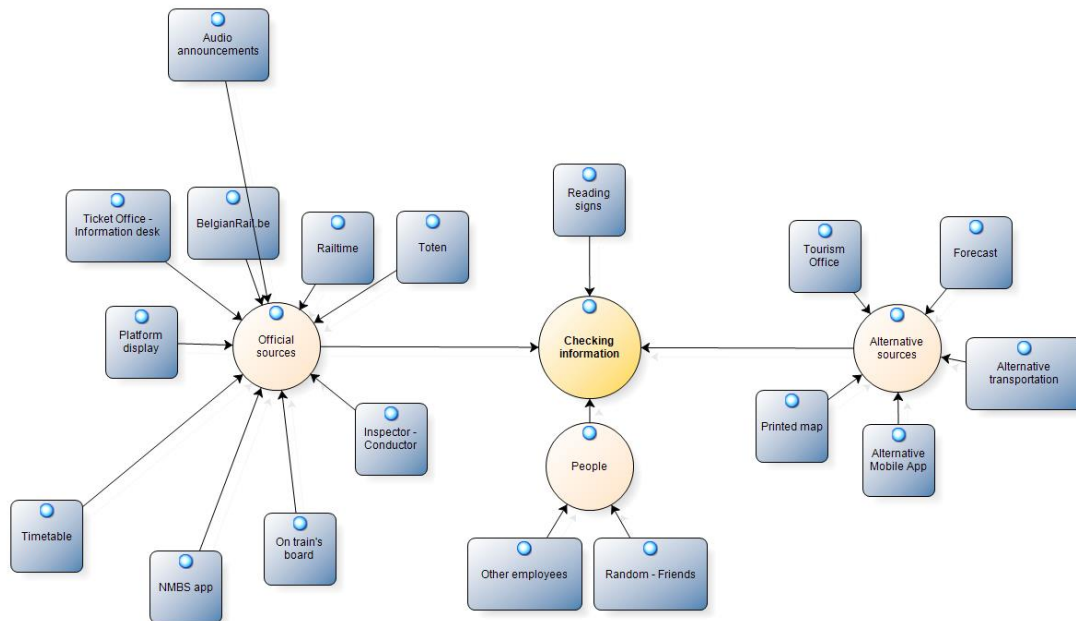 Audio
announcements
Reading
signs
Ticket Office -
Information desk
BelgianRail.be
Railtime
Toten
Tourism
Office
Forecast
Platform
display
Official
sources
Checking
information
Alternative
sources
Alternative
transportation
Inspector -
Conductor
Printed map
Alternative
Mobile App
People
Timetable
NMBS app
On train's
board
Other employees
Random - Friends